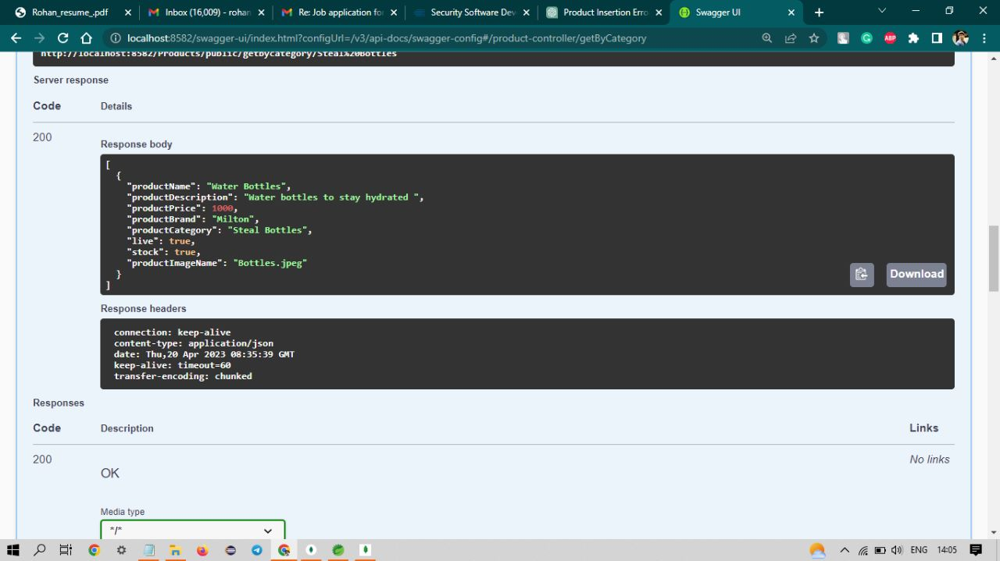 Rohan_resume_.pdf
Inbox (16,009) - rohan
Re: Job application for
Security Software Dev
Product Insertion Erro
Swagger UI
localhost:8582/swagger-ui/index.html?configUrl=/v3/api-docs/swagger-config#/product-controller/getByCategory
ABP
http://localhost:8582/Products/public/getbycategory/Steal%20Bottles
Server response
Code Details
200
Response body
[
{
"productName": "Water Bottles",
"productDescription": "Water bottles to stay hydrated ",
"productPrice": 1000,
"productBrand": "Milton",
"productCategory": "Steal Bottles",
"live": true,
"stock": true,
"productImageName": "Bottles.jpeg"
}
]
Download
Response headers
connection: keep-alive
content-type: application/json
date: Thu,20 Apr 2023 08:35:39 GMT
keep-alive: timeout=60
transfer-encoding: chunked
Responses
Code Description Links
200 No links
OK
Media type
*/*
ENG 14:05